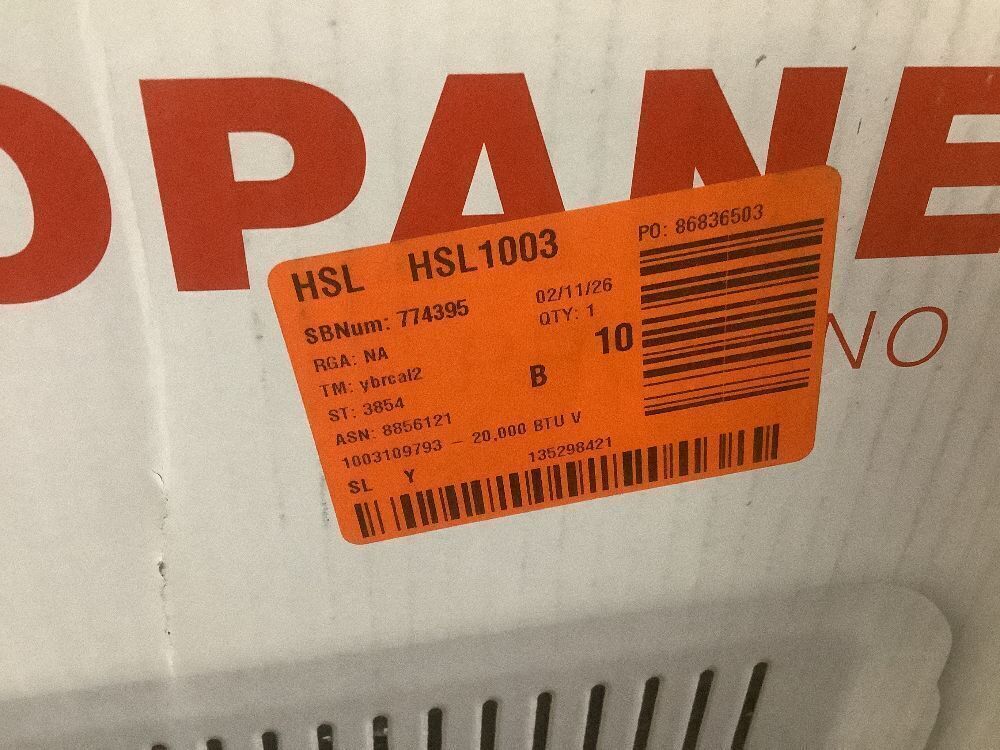 OPANE
NO
HSL HSL1003
PO: 86836503
SBNum: 774395
02/11/26
QTY: 1
RGA: NA
10
TM: ybrcal2
B
ST: 3854
ASN: 8856121
1003109793 - 20,000 BTU V
SL Y
135298421